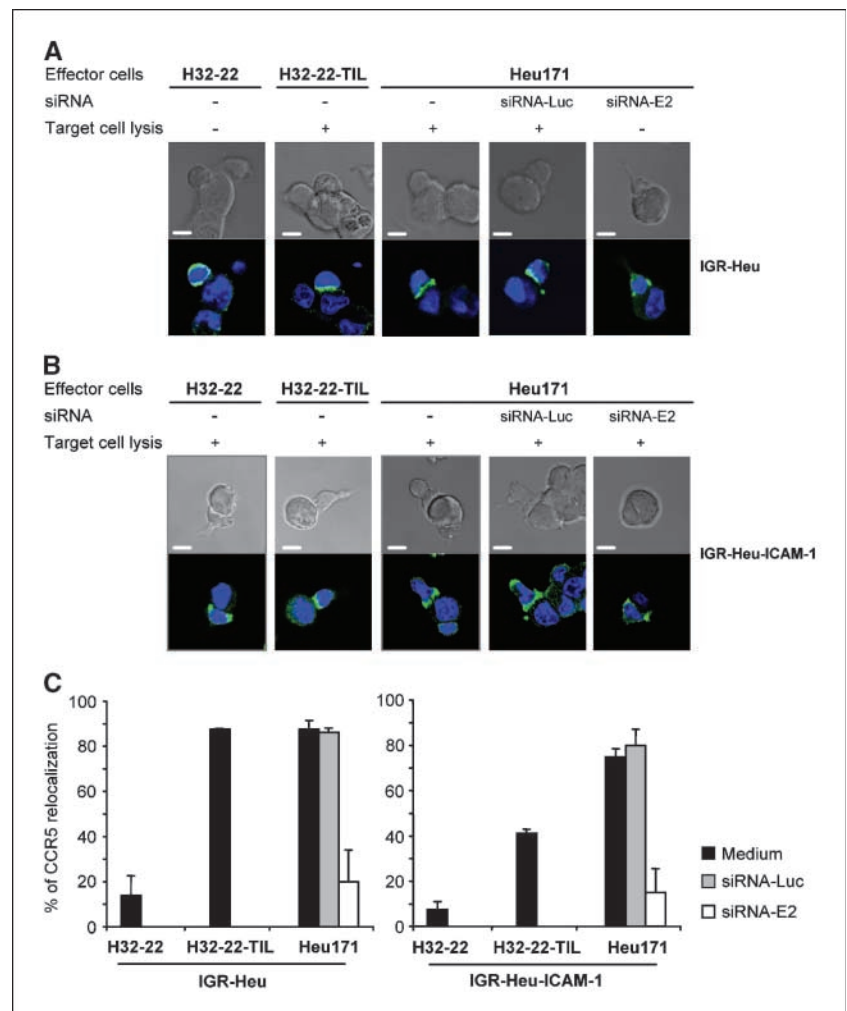 A
Effector cells H32-22 H32-22-TIL Heu171
siRNA - - - siRNA-Luc siRNA-E2
Target cell lysis - + + + -
IGR-Heu
B
Effector cells H32-22 H32-22-TIL Heu171
siRNA - - - siRNA-Luc siRNA-E2
Target cell lysis + + + + +
IGR-Heu-ICAM-1
C
% of CCR5 relocalization
100 100
80 80
60 60
40 40
20 20
0 0
Medium
siRNA-Luc
siRNA-E2
H32-22 H32-22-TIL Heu171 H32-22 H32-22-TIL Heu171
IGR-Heu IGR-Heu-ICAM-1